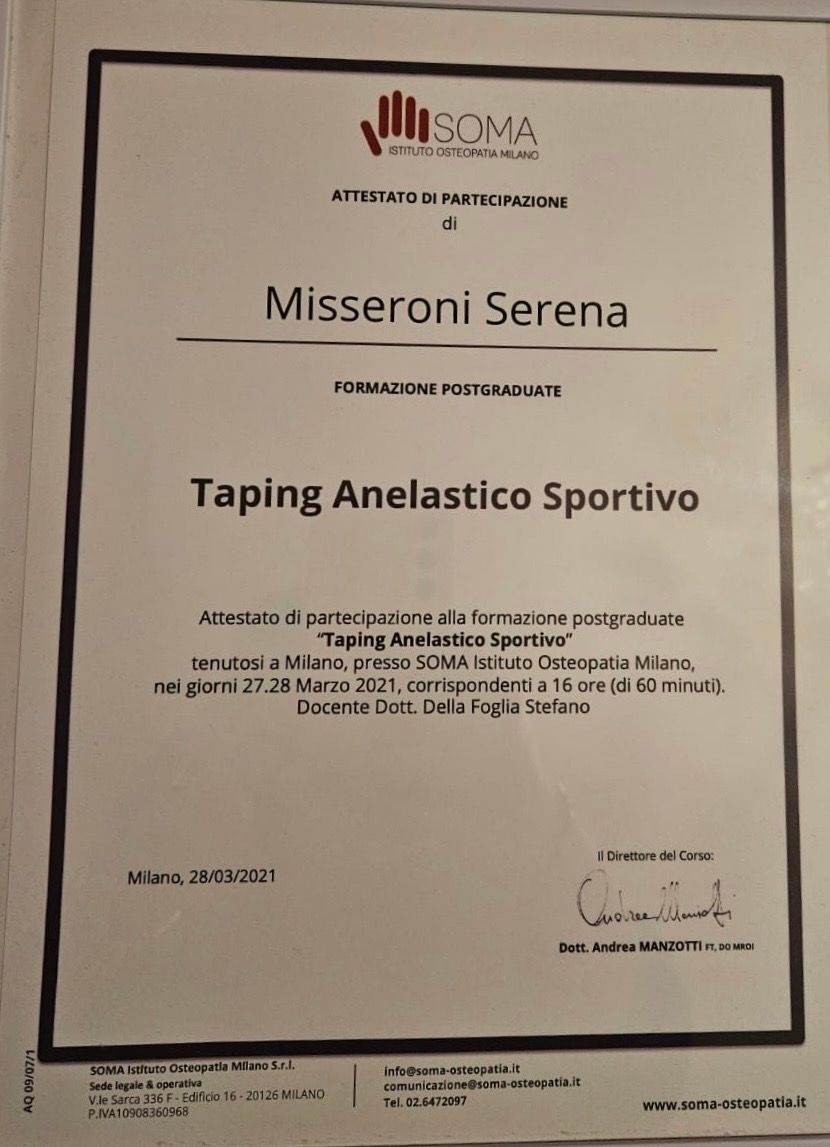 SOMA
ISTITUTO OSTEOPATIA MILANO
ATTESTATO DI PARTECIPAZIONE
di
Misseroni Serena
FORMAZIONE POSTGRADUATE
Taping Anelastico Sportivo
Attestato di partecipazione alla formazione postgraduate
“Taping Anelastico Sportivo”
tenutosi a Milano, presso SOMA Istituto Osteopatia Milano,
nei giorni 27.28 Marzo 2021, corrispondenti a 16 ore (di 60 minuti).
Docente Dott. Della Foglia Stefano
Il Direttore del Corso:
Milano, 28/03/2021
Andrea Manzotti
Dott. Andrea MANZOTTI FT, DO MROI
AQ 09/07/1
SOMA Istituto Osteopatia Milano S.r.l.
Sede legale & operativa
V.le Sarca 336 F - Edificio 16 - 20126 MILANO
P.IVA10908360968
info@soma-osteopatia.it
comunicazione@soma-osteopatia.it
Tel. 02.6472097
www.soma-osteopatia.it